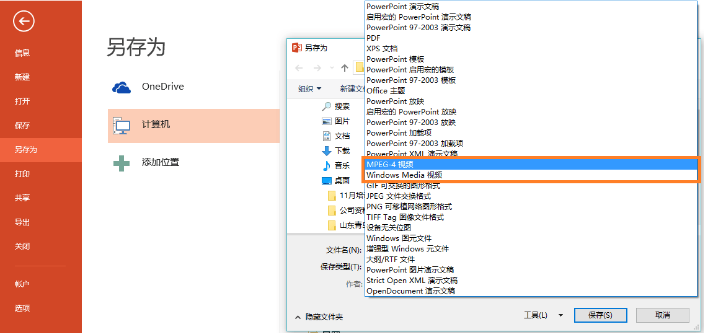 信息
新建
打开
保存
另存为
打印
共享
导出
关闭
帐户
选项
另存为
OneDrive
计算机
添加位置
另存为
组织
新建文
搜索
图片
文档
下载
音乐
桌面
11月培
公司资
山东青
文件名(N):
保存类型(T):
作者:
PowerPoint 演示文稿
启用宏的 PowerPoint 演示文稿
PowerPoint 97-2003 演示文稿
PDF
XPS 文档
PowerPoint 模板
PowerPoint 启用宏的模板
PowerPoint 97-2003 模板
Office 主题
PowerPoint 放映
启用宏的 PowerPoint 放映
PowerPoint 97-2003 放映
PowerPoint 加载项
PowerPoint 97-2003 加载项
PowerPoint XML 演示文稿
MPEG-4 视频
Windows Media 视频
GIF 可交换的图形格式
JPEG 文件交换格式
PNG 可移植网络图形格式
TIFF Tag 图像文件格式
设备无关位图
Windows 图元文件
增强型 Windows 元文件
大纲/RTF 文件
PowerPoint 图片演示文稿
Strict Open XML 演示文稿
OpenDocument 演示文稿
隐藏文件夹
工具(L)
保存(S)
取消